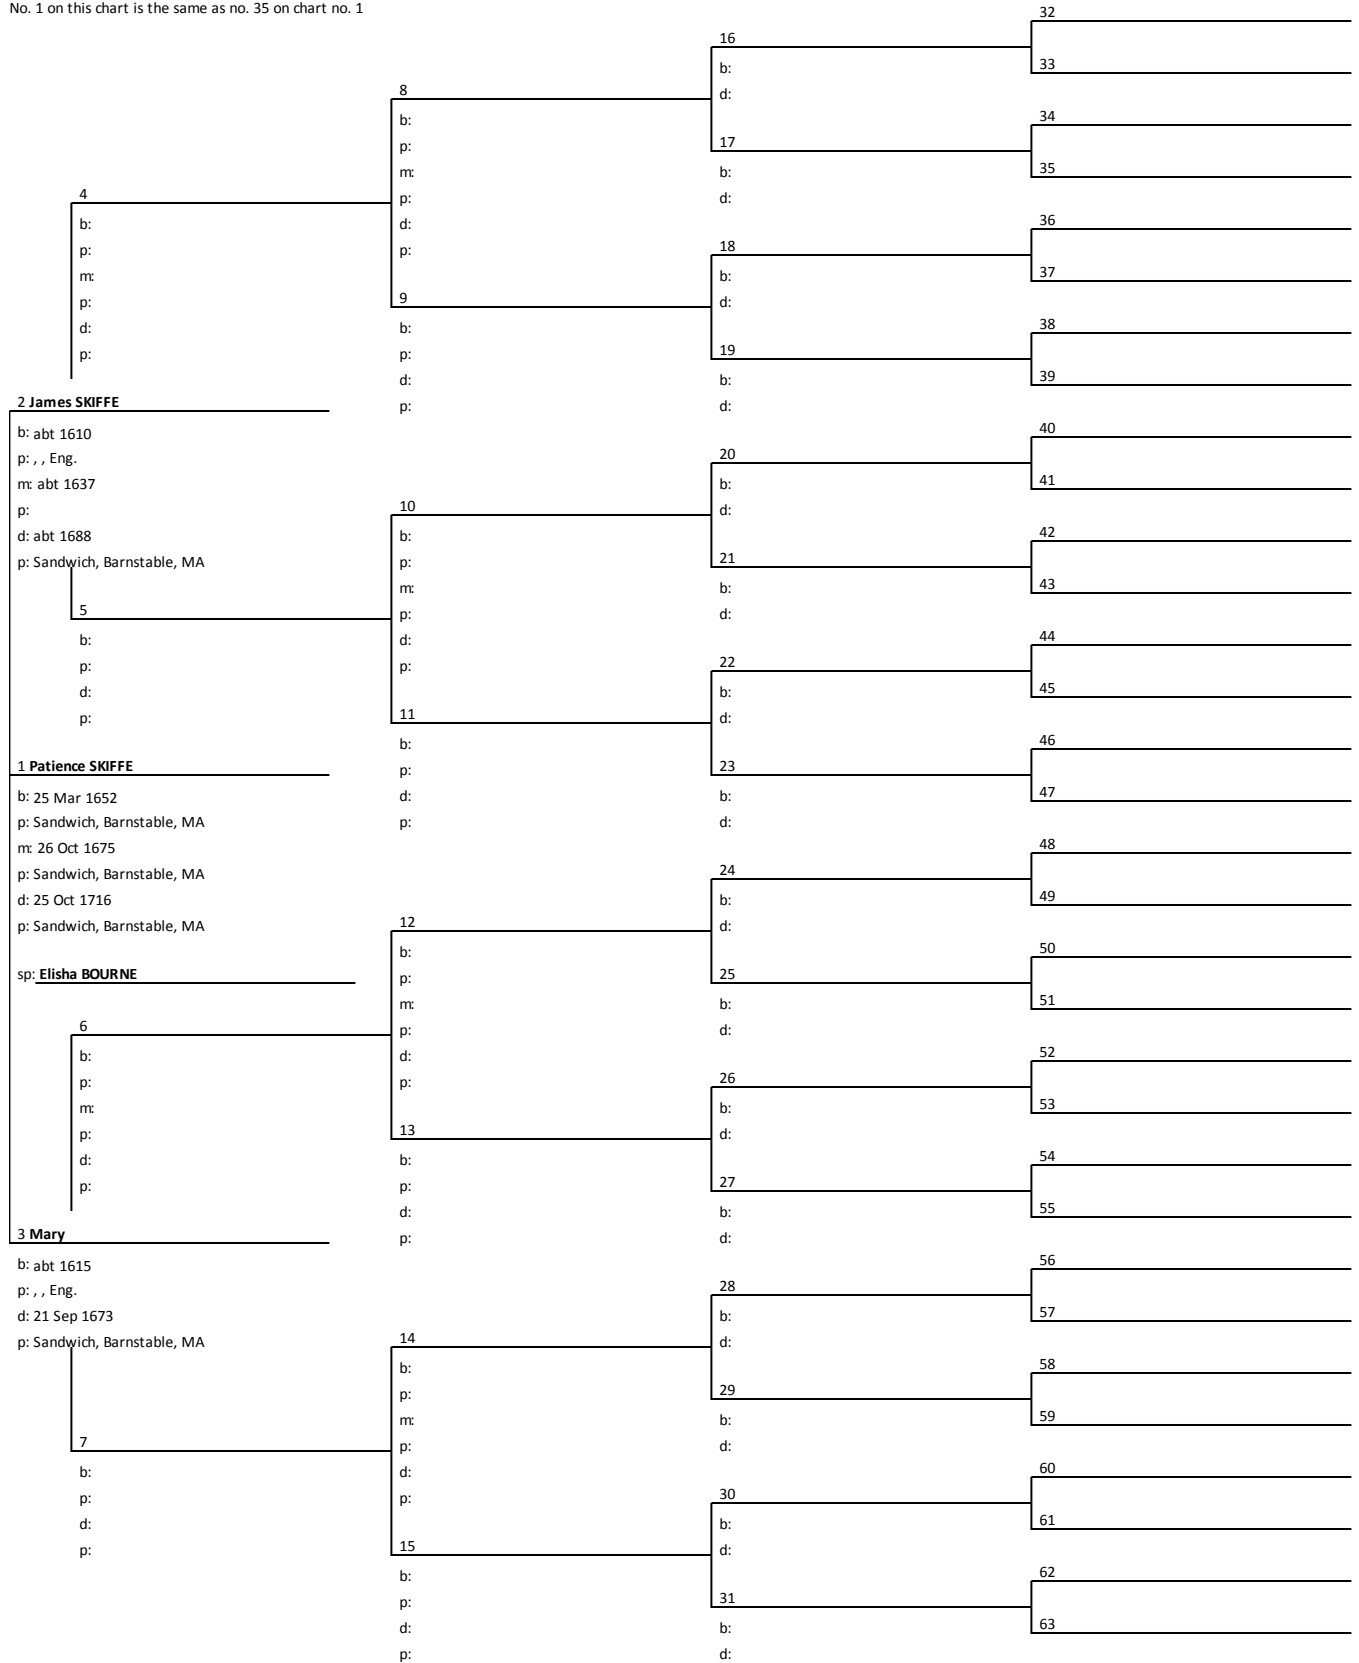 No. 1 on this chart is the same as no. 35 on chart no. 1
4
b:
p:
m:
p:
d:
p:
2 James SKIFFE
b: abt 1610
p: , , Eng.
m: abt 1637
p:
d: abt 1688
p: Sandwich, Barnstable, MA
5
b:
p:
d:
p:
1 Patience SKIFFE
b: 25 Mar 1652
p: Sandwich, Barnstable, MA
m: 26 Oct 1675
p: Sandwich, Barnstable, MA
d: 25 Oct 1716
p: Sandwich, Barnstable, MA
sp: Elisha BOURNE
6
b:
p:
m:
p:
d:
p:
3 Mary
b: abt 1615
p: , , Eng.
d: 21 Sep 1673
p: Sandwich, Barnstable, MA
7
b:
p:
d:
p:
8
b:
p:
m:
p:
d:
p:
9
b:
p:
d:
p:
10
b:
p:
m:
p:
d:
p:
11
b:
p:
d:
p:
12
b:
p:
m:
p:
d:
p:
13
b:
p:
d:
p:
14
b:
p:
m:
p:
d:
p:
15
b:
p:
d:
p:
16
b:
d:
17
b:
d:
18
b:
d:
19
b:
d:
20
b:
d:
21
b:
d:
22
b:
d:
23
b:
d:
24
b:
d:
25
b:
d:
26
b:
d:
27
b:
d:
28
b:
d:
29
b:
d:
30
b:
d:
31
b:
d:
32
33
34
35
36
37
38
39
40
41
42
43
44
45
46
47
48
49
50
51
52
53
54
55
56
57
58
59
60
61
62
63